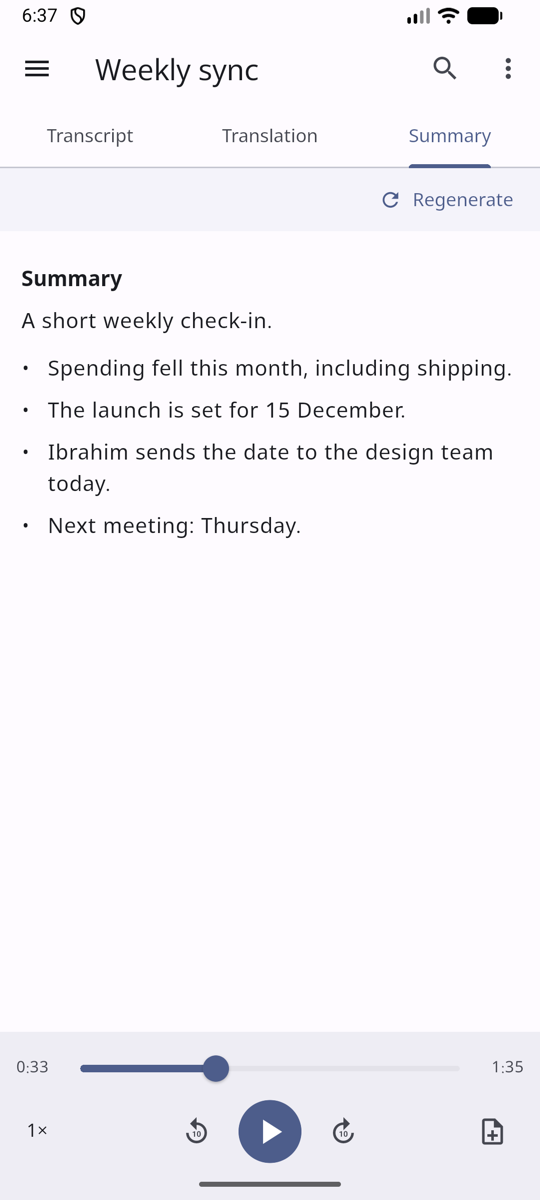 6:37
Weekly sync
Transcript
Translation
Summary
Regenerate
Summary
A short weekly check-in.
• Spending fell this month, including shipping.
• The launch is set for 15 December.
• Ibrahim sends the date to the design team
today.
• Next meeting: Thursday.
0:33
1:35
1×
10
10